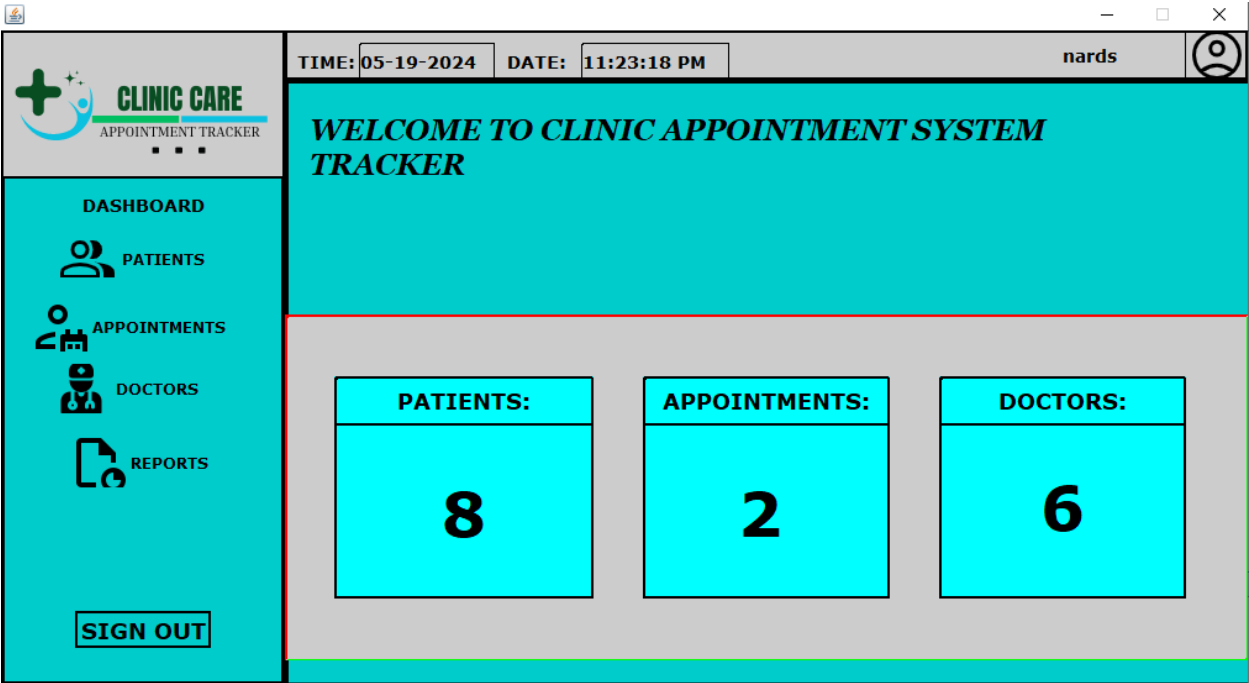 CLINIC CARE
APPOINTMENT TRACKER
TIME: 05-19-2024 DATE: 11:23:18 PM nards
WELCOME TO CLINIC APPOINTMENT SYSTEM
TRACKER
DASHBOARD
PATIENTS
APPOINTMENTS
DOCTORS
REPORTS
SIGN OUT
PATIENTS: APPOINTMENTS: DOCTORS:
8 2 6